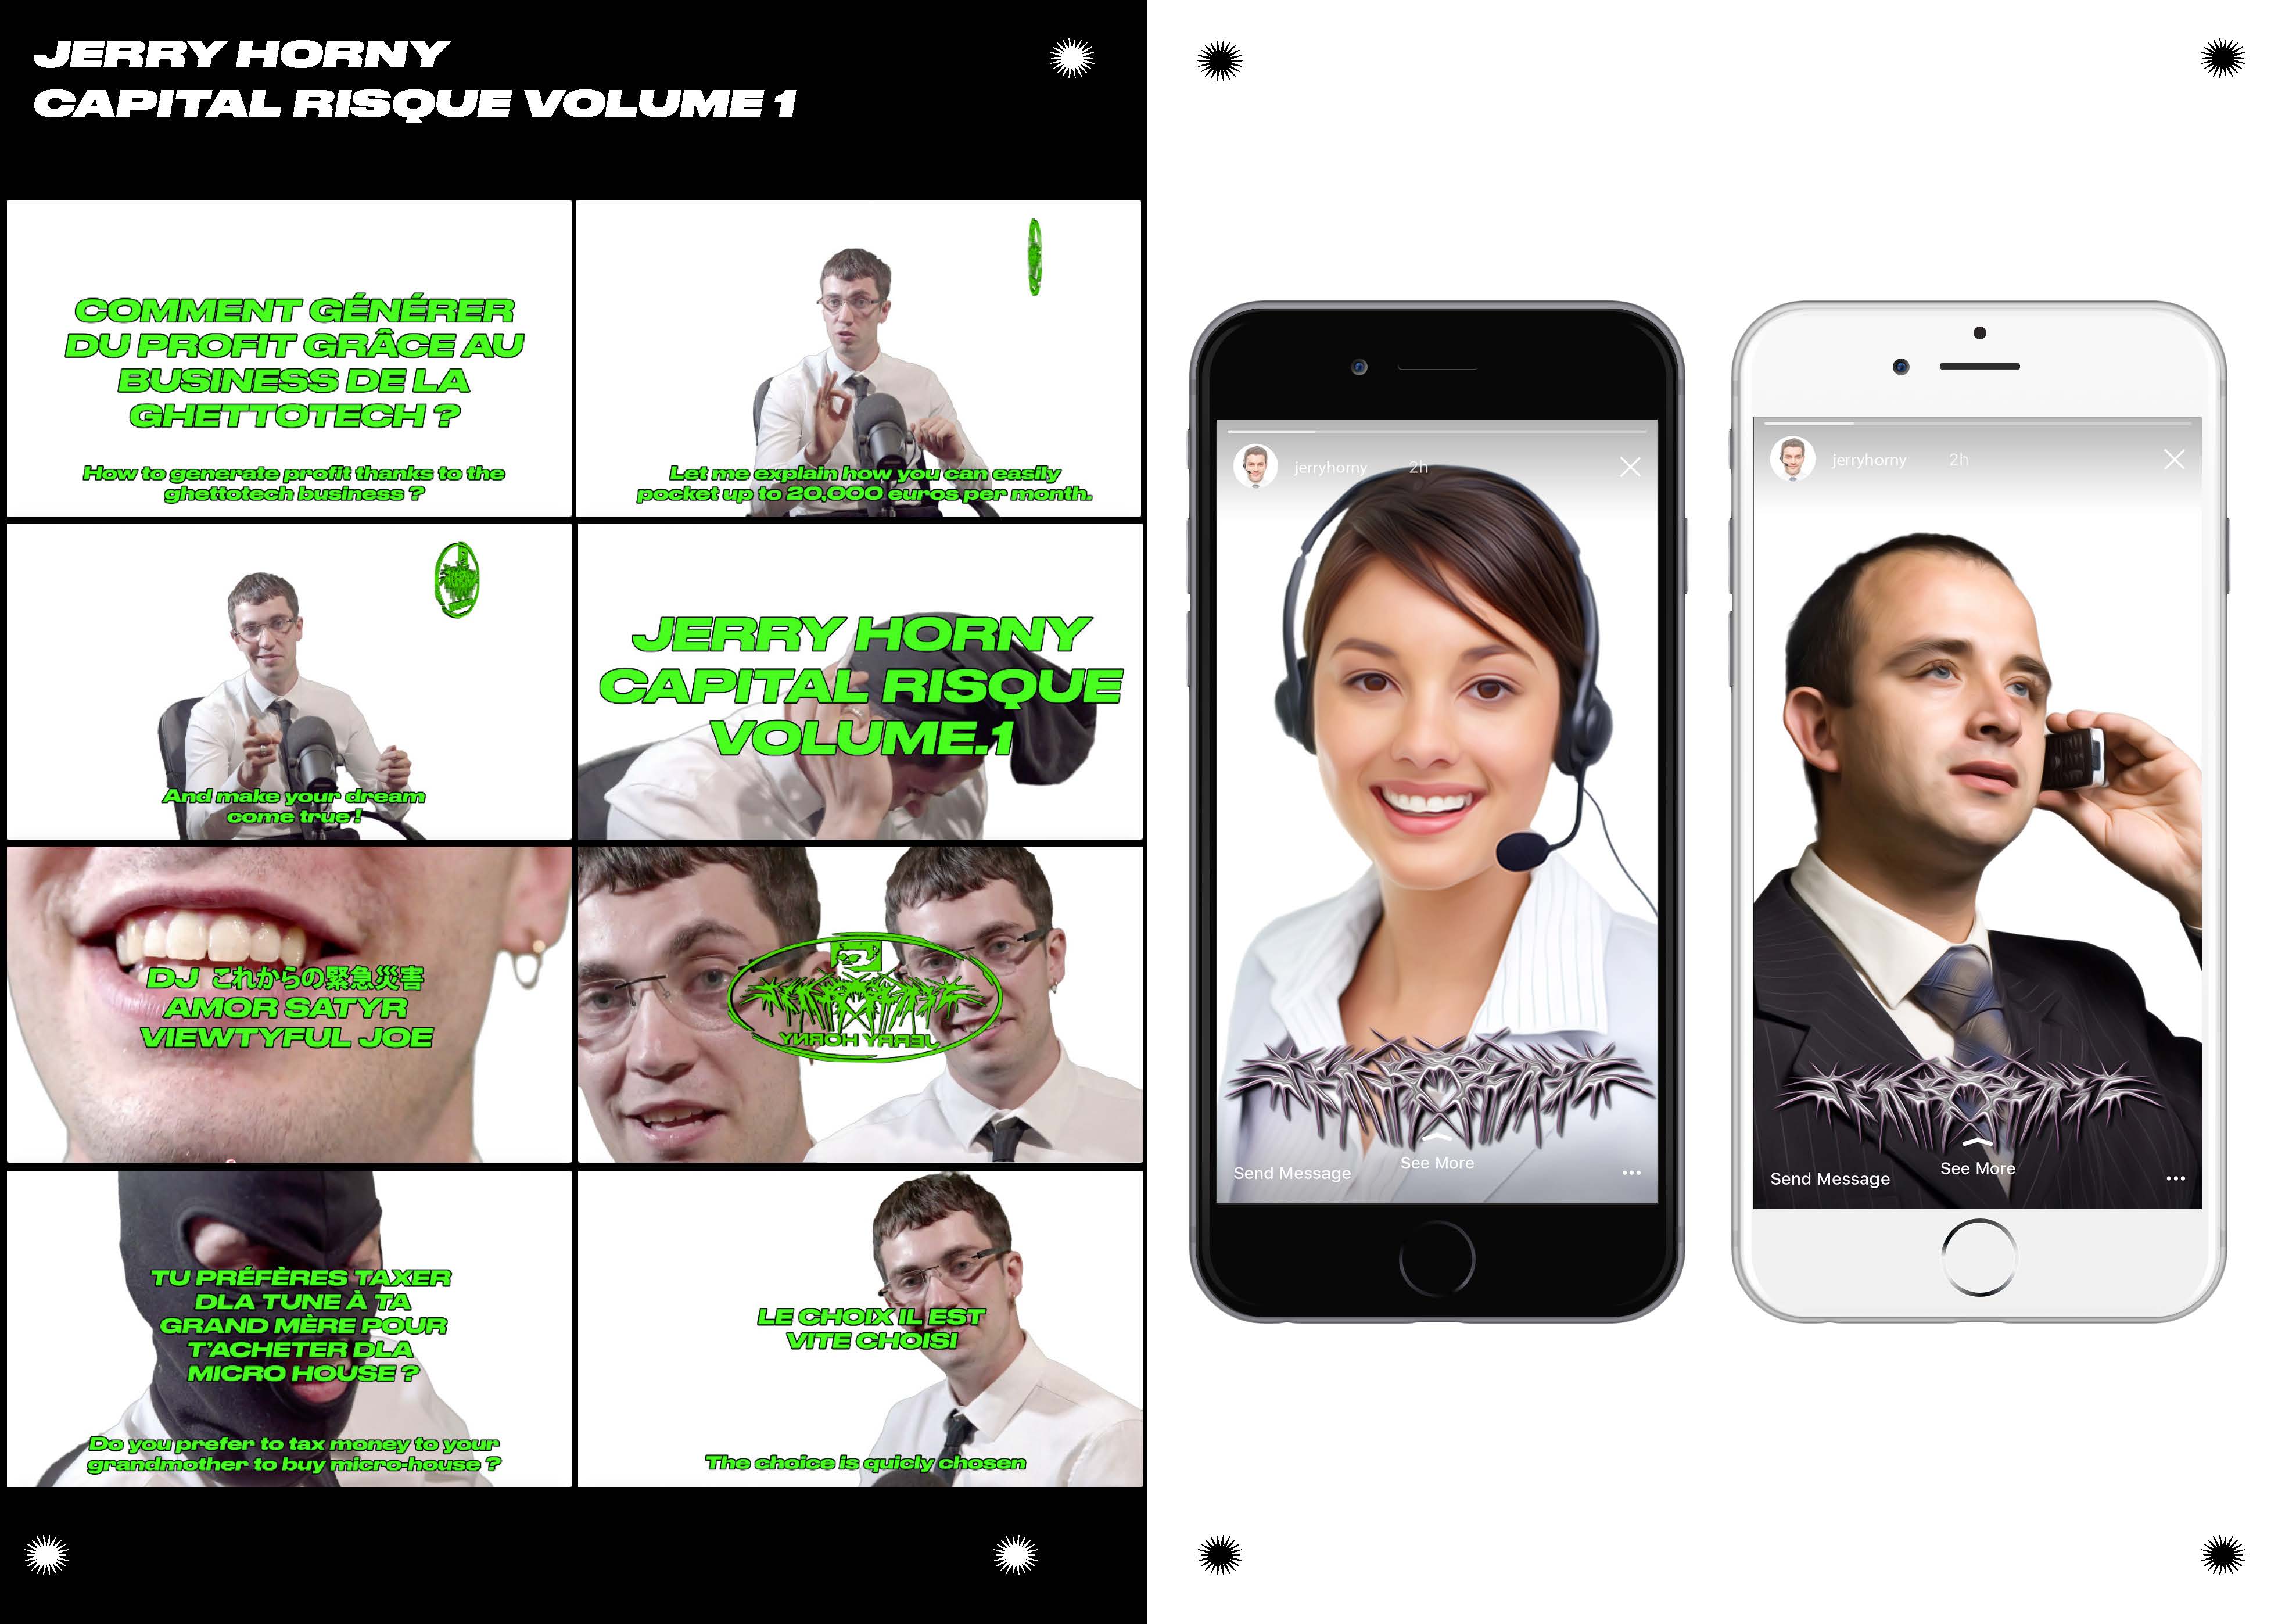 JERRY HORNY
CAPITAL RISQUE VOLUME 1
COMMENT GÉNÉRER
DU PROFIT GRÂCE AU
BUSINESS DE LA
GHETTOTECH ?
How to generate profit thanks to the
ghettotech business ?
Let me explain how you can easily
pocket up to 20,000 euros per month.
And make your dream
come true !
JERRY HORNY
CAPITAL RISQUE
VOLUME.1
DJ これからの緊急災害
AMOR SATYR
VIEWTYFUL JOE
JERRY HORNY
TU PRÉFÈRES TAXER
DLA TUNE À TA
GRAND MÈRE POUR
T'ACHETER DLA
MICRO HOUSE ?
Do you prefer to tax money to your
grandmother to buy micro-house ?
LE CHOIX IL EST
VITE CHOISI
The choice is quicly chosen
jerryhorny 2h
See More
Send Message
jerryhorny 2h
See More
Send Message